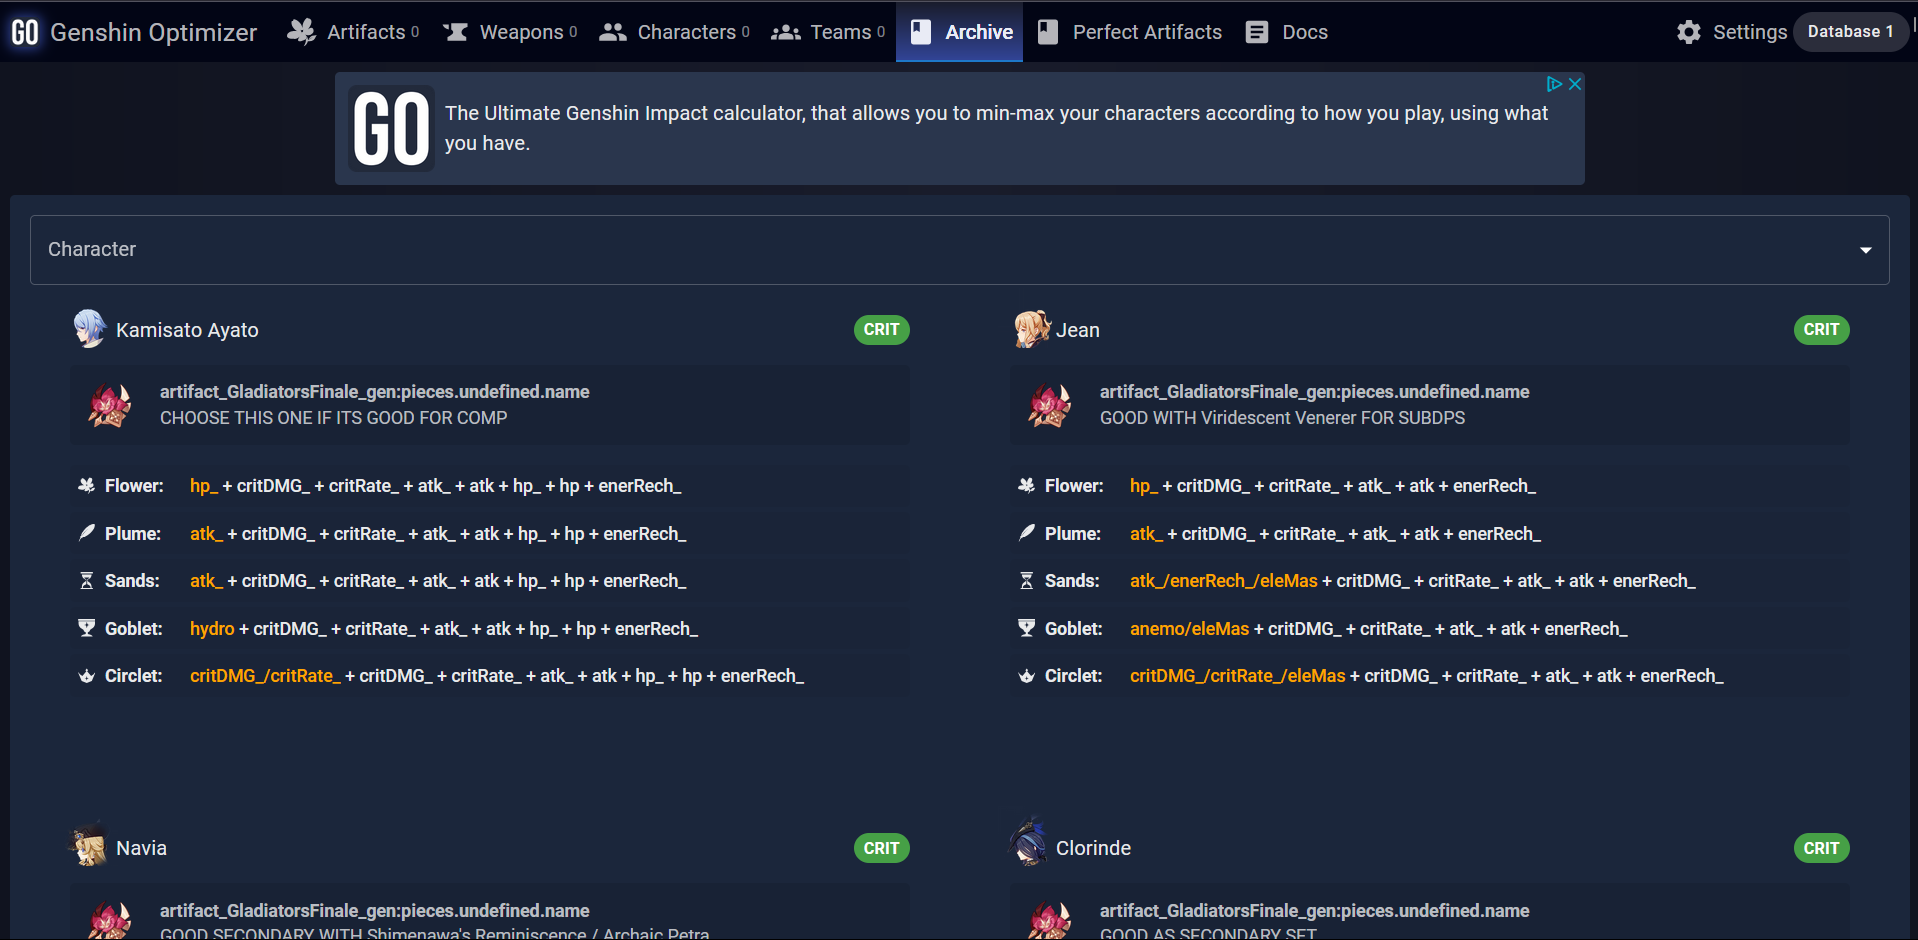 GO Genshin Optimizer Artifacts 0 Weapons 0 Characters 0 Teams 0 Archive Perfect Artifacts Docs Settings Database 1
GO
The Ultimate Genshin Impact calculator, that allows you to min-max your characters according to how you play, using what
you have.
Character
Kamisato Ayato CRIT
artifact_GladiatorsFinale_gen:pieces.undefined.name
CHOOSE THIS ONE IF ITS GOOD FOR COMP
Flower: hp_ + critDMG_ + critRate_ + atk_ + atk + hp_ + hp + enerRech_
Plume: atk_ + critDMG_ + critRate_ + atk_ + atk + hp_ + hp + enerRech_
Sands: atk_ + critDMG_ + critRate_ + atk_ + atk + hp_ + hp + enerRech_
Goblet: hydro + critDMG_ + critRate_ + atk_ + atk + hp_ + hp + enerRech_
Circlet: critDMG_/critRate_ + critDMG_ + critRate_ + atk_ + atk + hp_ + hp + enerRech_
Jean CRIT
artifact_GladiatorsFinale_gen:pieces.undefined.name
GOOD WITH Viridescent Venerer FOR SUBDPS
Flower: hp_ + critDMG_ + critRate_ + atk_ + atk + enerRech_
Plume: atk_ + critDMG_ + critRate_ + atk_ + atk + enerRech_
Sands: atk_/enerRech_/eleMas + critDMG_ + critRate_ + atk_ + atk + enerRech_
Goblet: anemo/eleMas + critDMG_ + critRate_ + atk_ + atk + enerRech_
Circlet: critDMG_/critRate_/eleMas + critDMG_ + critRate_ + atk_ + atk + enerRech_
Navia CRIT
artifact_GladiatorsFinale_gen:pieces.undefined.name
GOOD SECONDARY WITH Shimenawa's Reminiscence / Archaic Petra
Clorinde CRIT
artifact_GladiatorsFinale_gen:pieces.undefined.name
GOOD AS SECONDARY SET